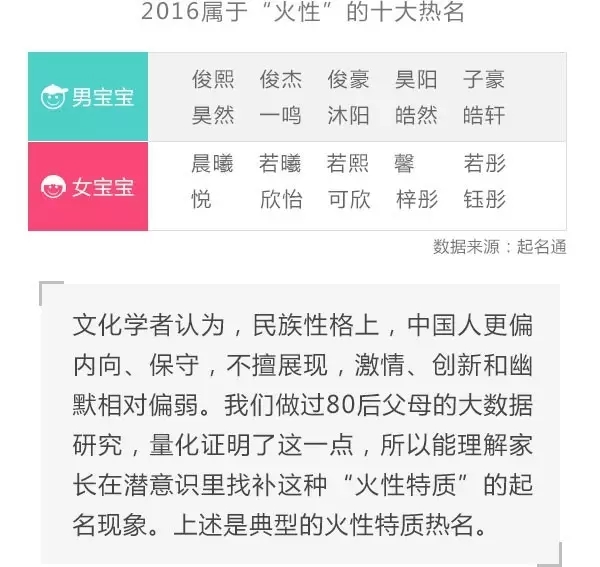 2016属于“火性”的十大热名
男宝宝
俊熙 俊杰 俊豪 昊阳 子豪
昊然 一鸣 沐阳 皓然 皓轩
女宝宝
晨曦 若曦 若熙 馨 若彤
悦 欣怡 可欣 梓彤 钰彤
数据来源：起名通
文化学者认为，民族性格上，中国人更偏
内向、保守，不擅展现，激情、创新和幽
默相对偏弱。我们做过80后父母的大数据
研究，量化证明了这一点，所以能理解家
长在潜意识里找补这种“火性特质”的起
名现象。上述是典型的火性特质热名。